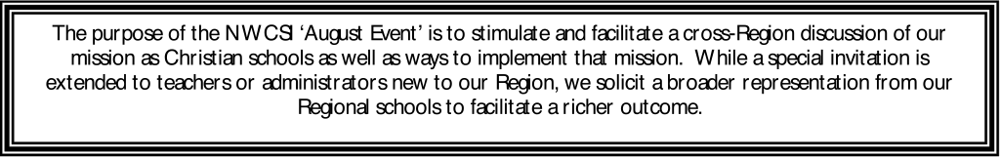 The purpose of the NWCSI ‘August Event’ is to stimulate and facilitate a cross-Region discussion of our
mission as Christian schools as well as ways to implement that mission.  While a special invitation is
extended to teachers or administrators new to our Region, we solicit a broader representation from our
Regional schools to facilitate a richer outcome.